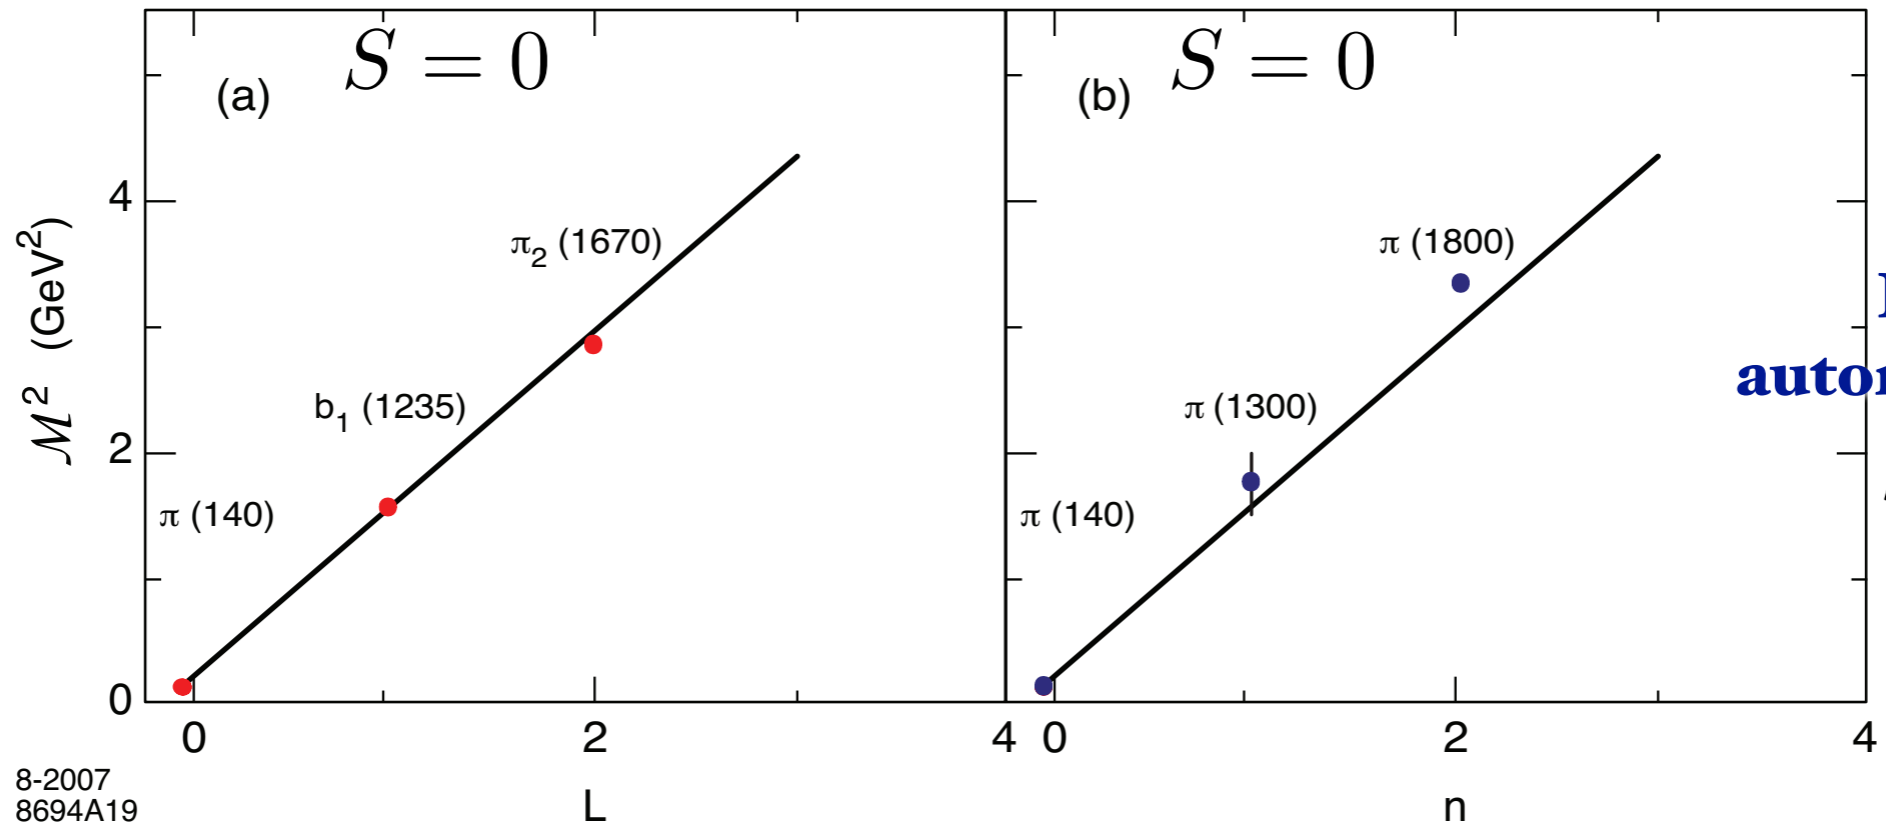 (a) S = 0
(b) S = 0
4
π₂ (1670)
π (1800)
ℳ² (GeV²)
b₁ (1235)
π (1300)
2
π (140)
π (140)
0
0 2 4
0 2 4
L
n
8-2007
8694A19